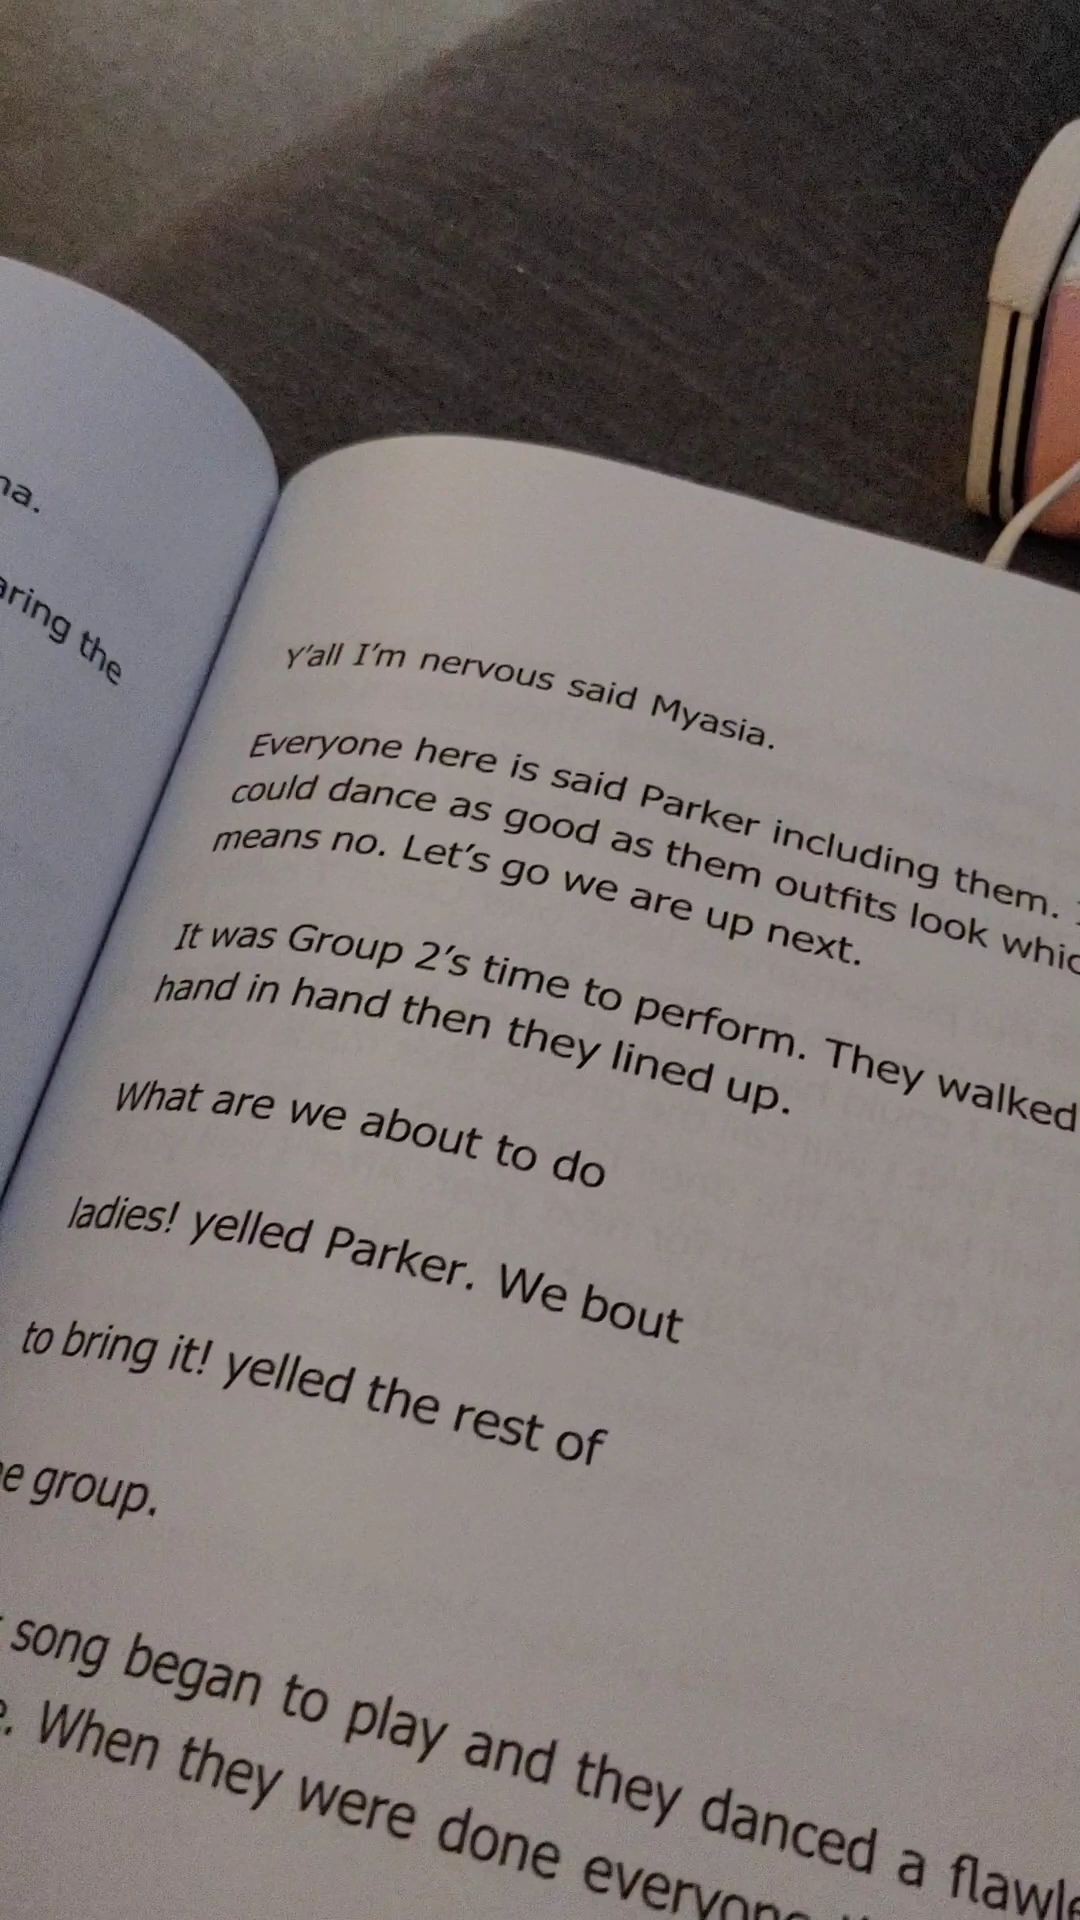 na.
aring the
Y'all I'm nervous said Myasia.
Everyone here is said Parker including them.
could dance as good as them outfits look whic
means no. Let's go we are up next.
It was Group 2's time to perform. They walked
hand in hand then they lined up.
What are we about to do
ladies! yelled Parker. We bout
to bring it! yelled the rest of
e group.
song began to play and they danced a flawle
e. When they were done everyone